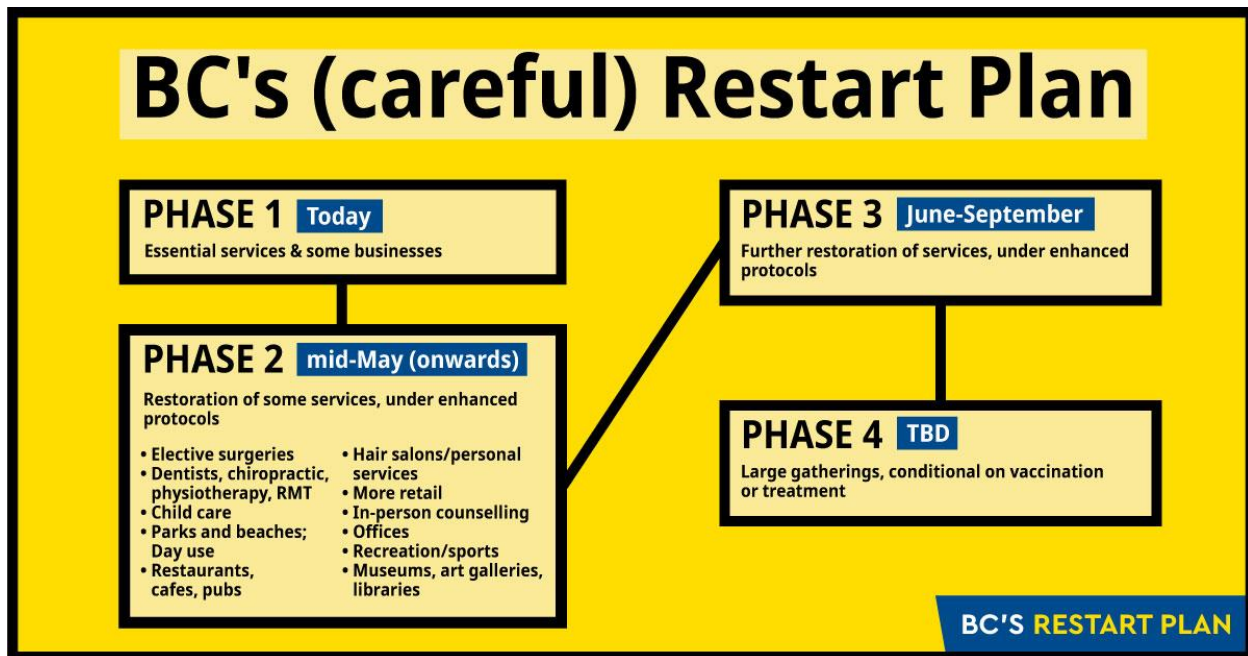 BC's (careful) Restart Plan
PHASE 1 Today
Essential services & some businesses
PHASE 2 mid-May (onwards)
Restoration of some services, under enhanced
protocols
• Elective surgeries
• Dentists, chiropractic,
physiotherapy, RMT
• Child care
• Parks and beaches;
Day use
• Restaurants,
cafes, pubs
• Hair salons/personal
services
• More retail
• In-person counselling
• Offices
• Recreation/sports
• Museums, art galleries,
libraries
PHASE 3 June-September
Further restoration of services, under enhanced
protocols
PHASE 4 TBD
Large gatherings, conditional on vaccination
or treatment
BC'S RESTART PLAN